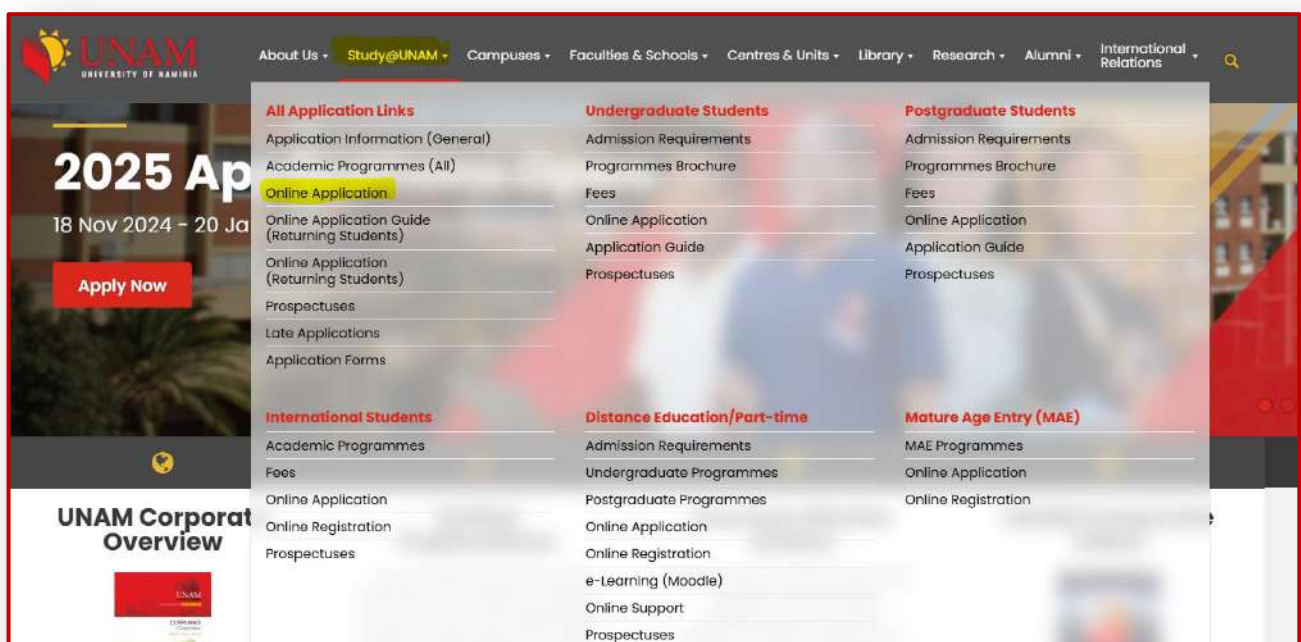 UNAM
UNIVERSITY OF NAMIBIA
About Us
Study@UNAM
Campuses
Faculties & Schools
Centres & Units
Library
Research
Alumni
International
Relations
2025 Ap
18 Nov 2024 - 20 Ja
Apply Now
All Application Links
Application Information (General)
Academic Programmes (All)
Online Application
Online Application Guide
(Returning Students)
Online Application
(Returning Students)
Prospectuses
Late Applications
Application Forms
Undergraduate Students
Admission Requirements
Programmes Brochure
Fees
Online Application
Application Guide
Prospectuses
Postgraduate Students
Admission Requirements
Programmes Brochure
Fees
Online Application
Application Guide
Prospectuses
International Students
Academic Programmes
Fees
Online Application
Online Registration
Prospectuses
Distance Education/Part-time
Admission Requirements
Undergraduate Programmes
Postgraduate Programmes
Online Application
Online Registration
e-Learning (Moodle)
Online Support
Prospectuses
Mature Age Entry (MAE)
MAE Programmes
Online Application
Online Registration
UNAM Corporat
Overview
UNAM